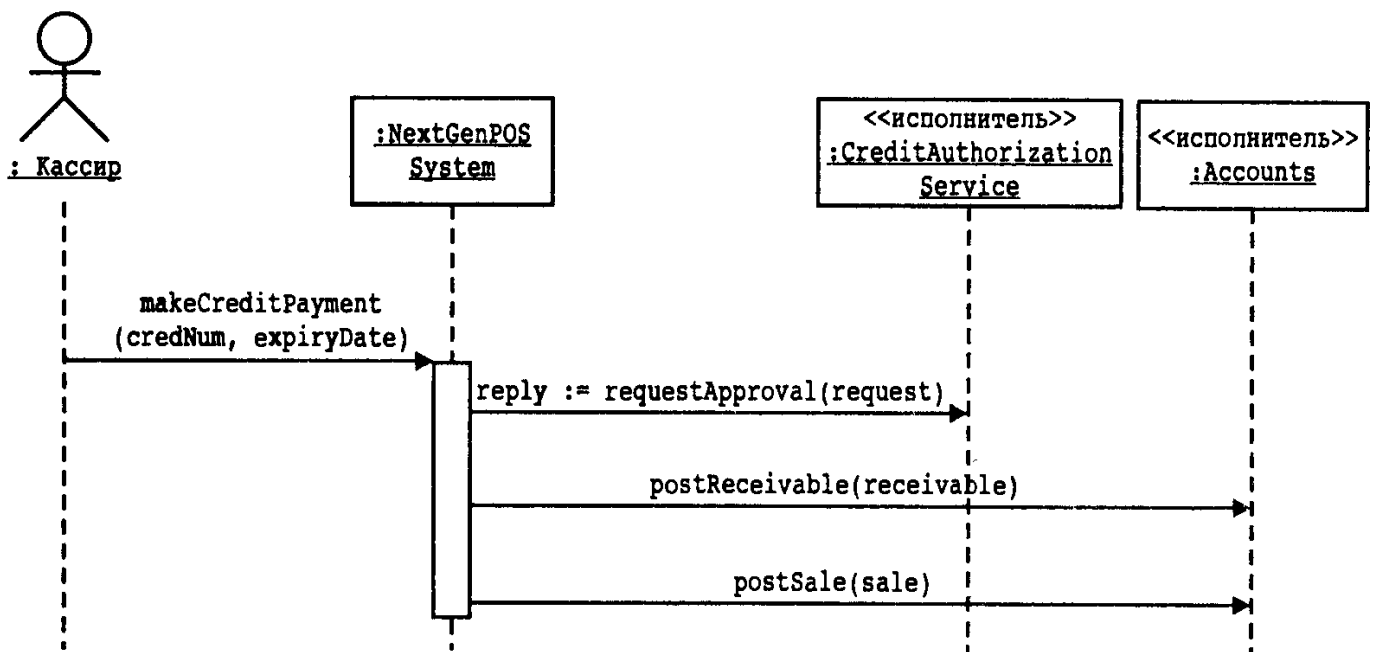 : Кассир
:NextGenPOS
System
<<исполнитель>>
:CreditAuthorization
Service
<<исполнитель>>
:Accounts
makeCreditPayment
(credNum, expiryDate)
reply := requestApproval(request)
postReceivable(receivable)
postSale(sale)